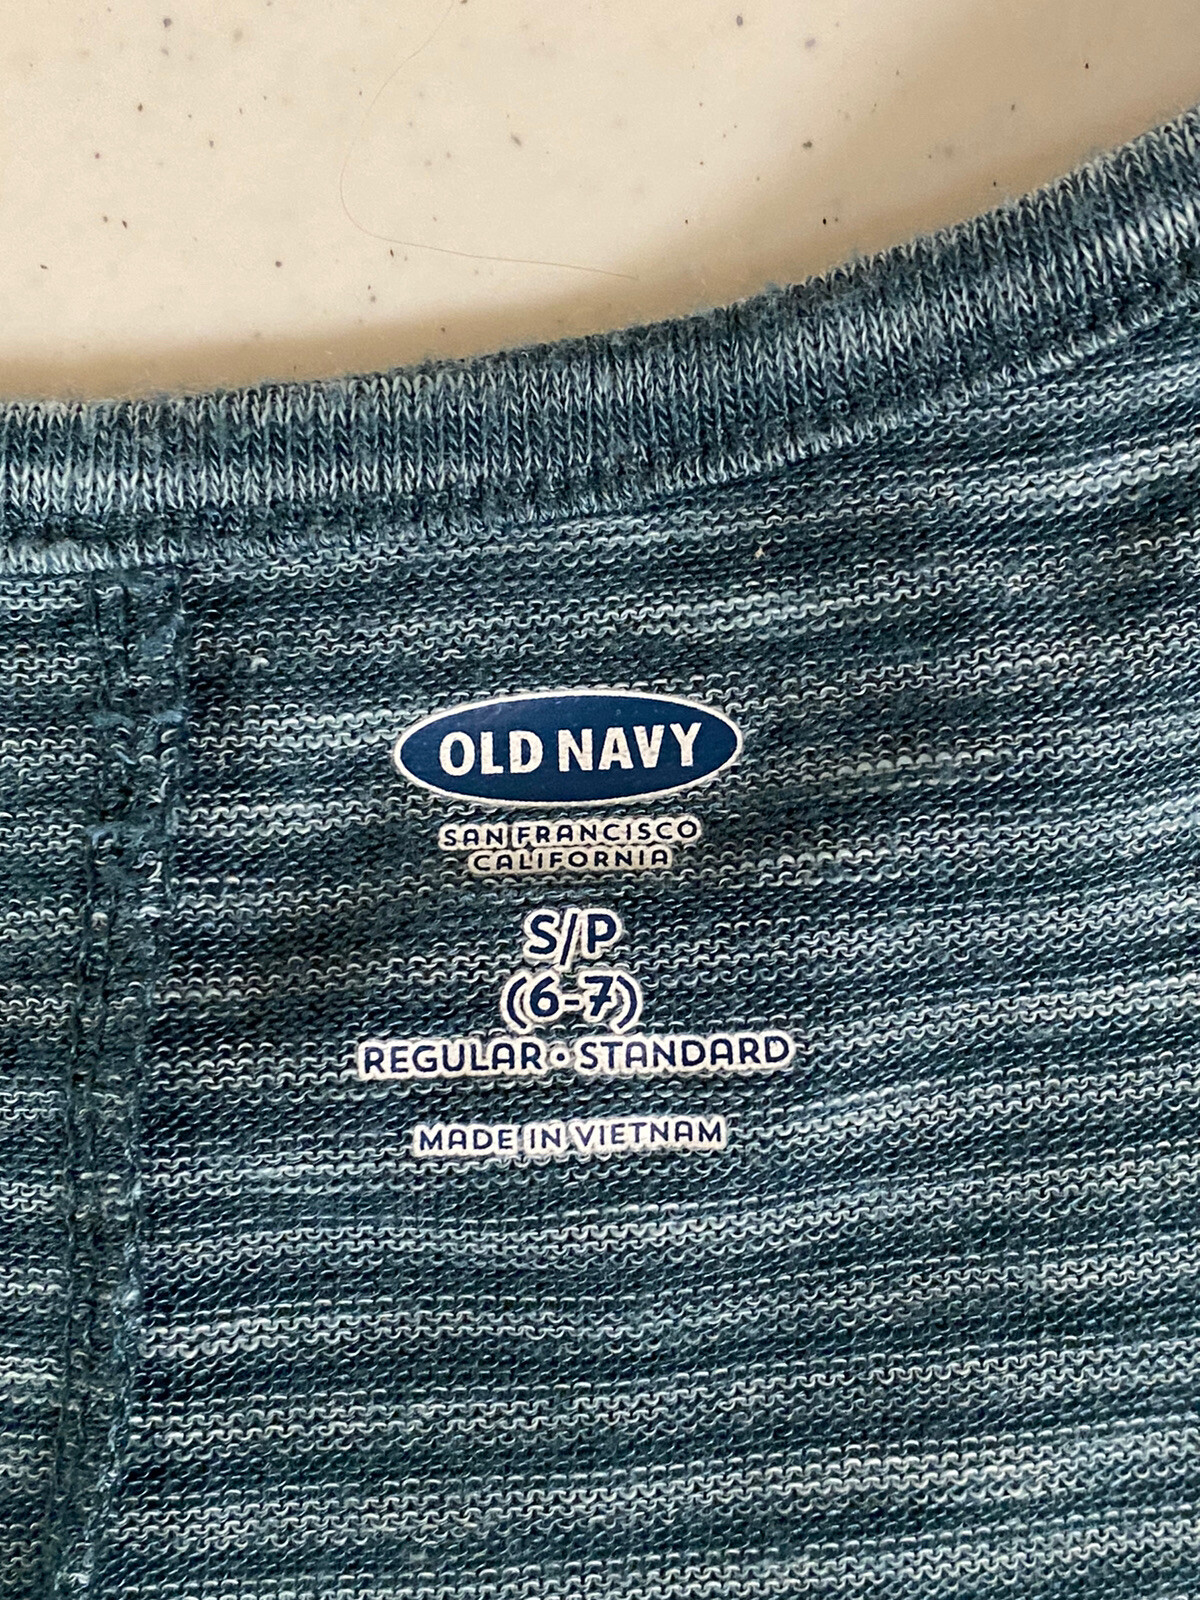 OLD NAVY
SAN FRANCISCO
CALIFORNIA
S/P
(6-7)
REGULAR • STANDARD
MADE IN VIETNAM